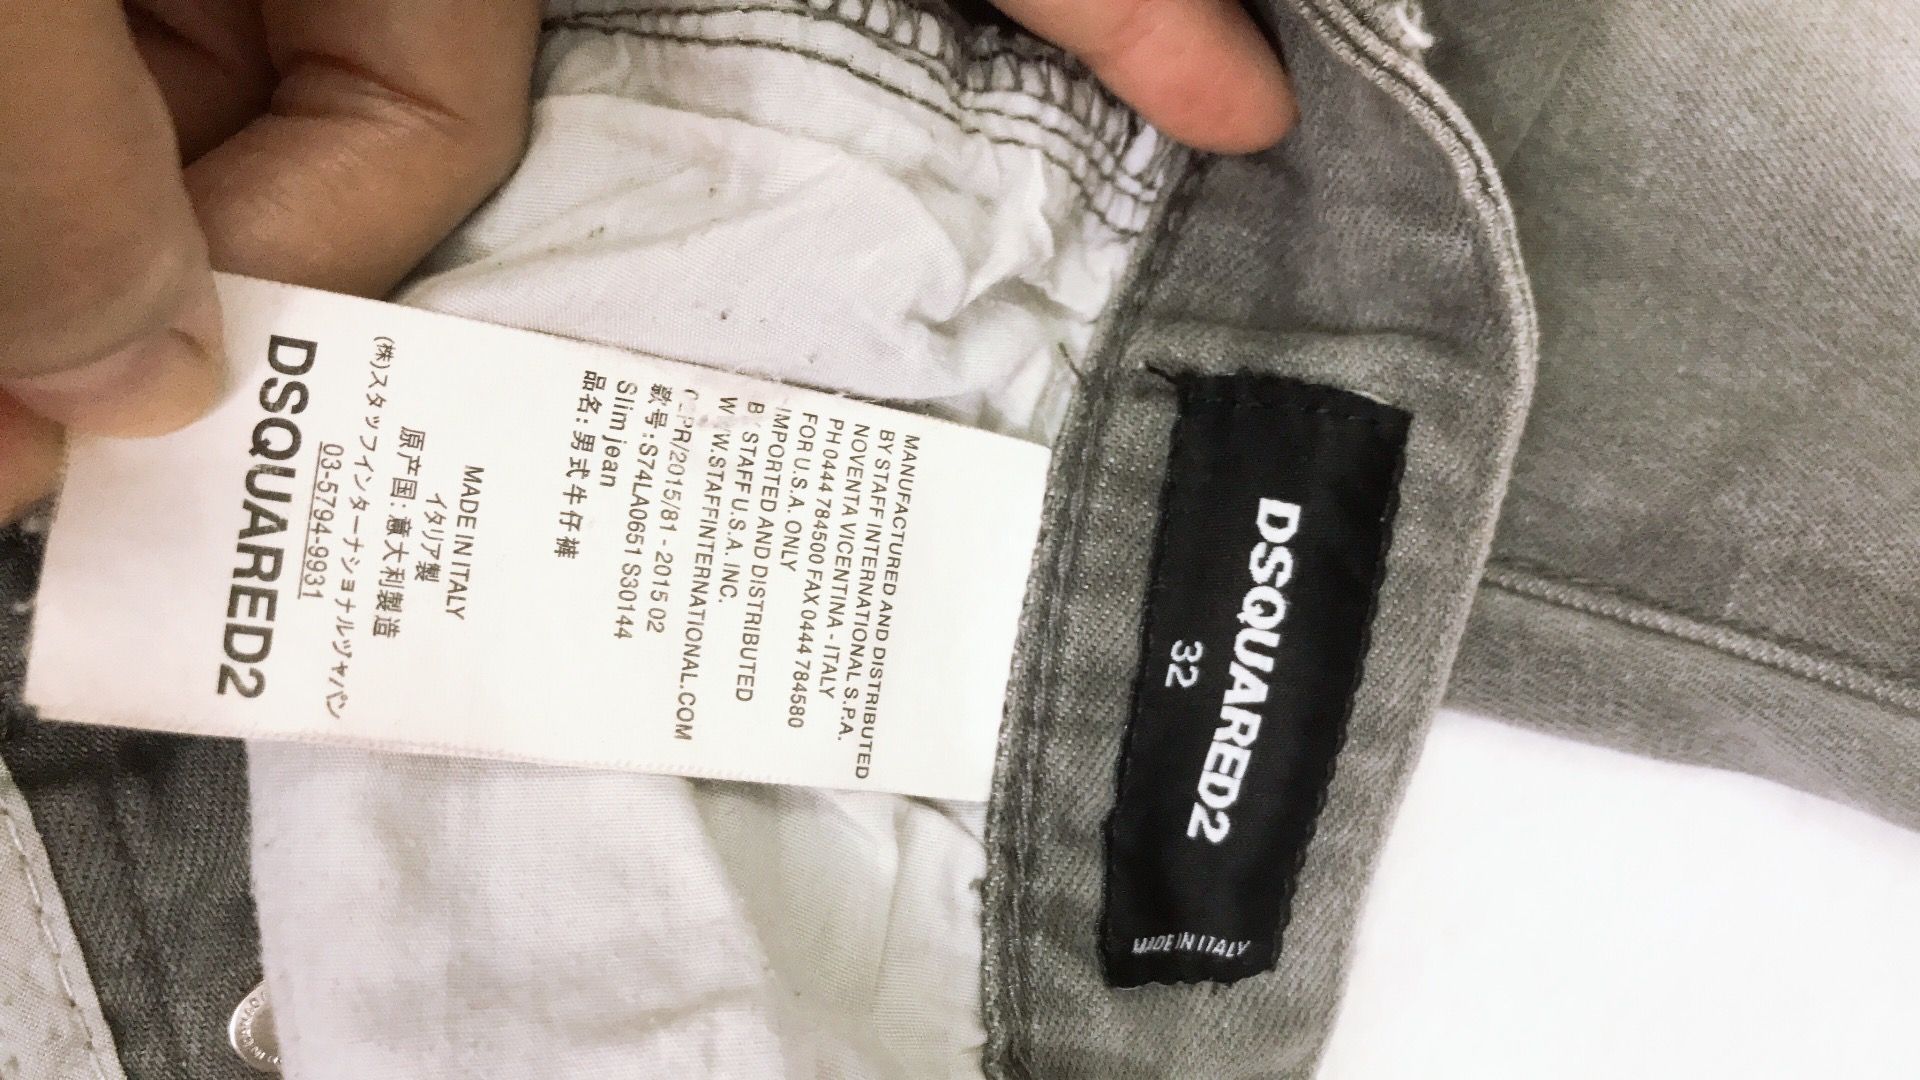 MANUFACTURED AND DISTRIBUTED
BY STAFF INTERNATIONAL S.P.A.
NOVENTA VICENTINA - ITALY
PH 0444 784500 FAX 0444 784580
FOR U.S.A. ONLY
IMPORTED AND DISTRIBUTED
BY STAFF U.S.A. INC.
WWW.STAFFINTERNATIONAL.COM
/2015/81 - 2015 02
款号: S74LA0651 S30144
Slim jean
品名: 男式牛仔裤
MADE IN ITALY
イタリア製
原产国: 意大利製造
(株)スタッフインターナショナルジャパン
03-5794-9931
DSQUARED2
DSQUARED2
32
MADE IN ITALY